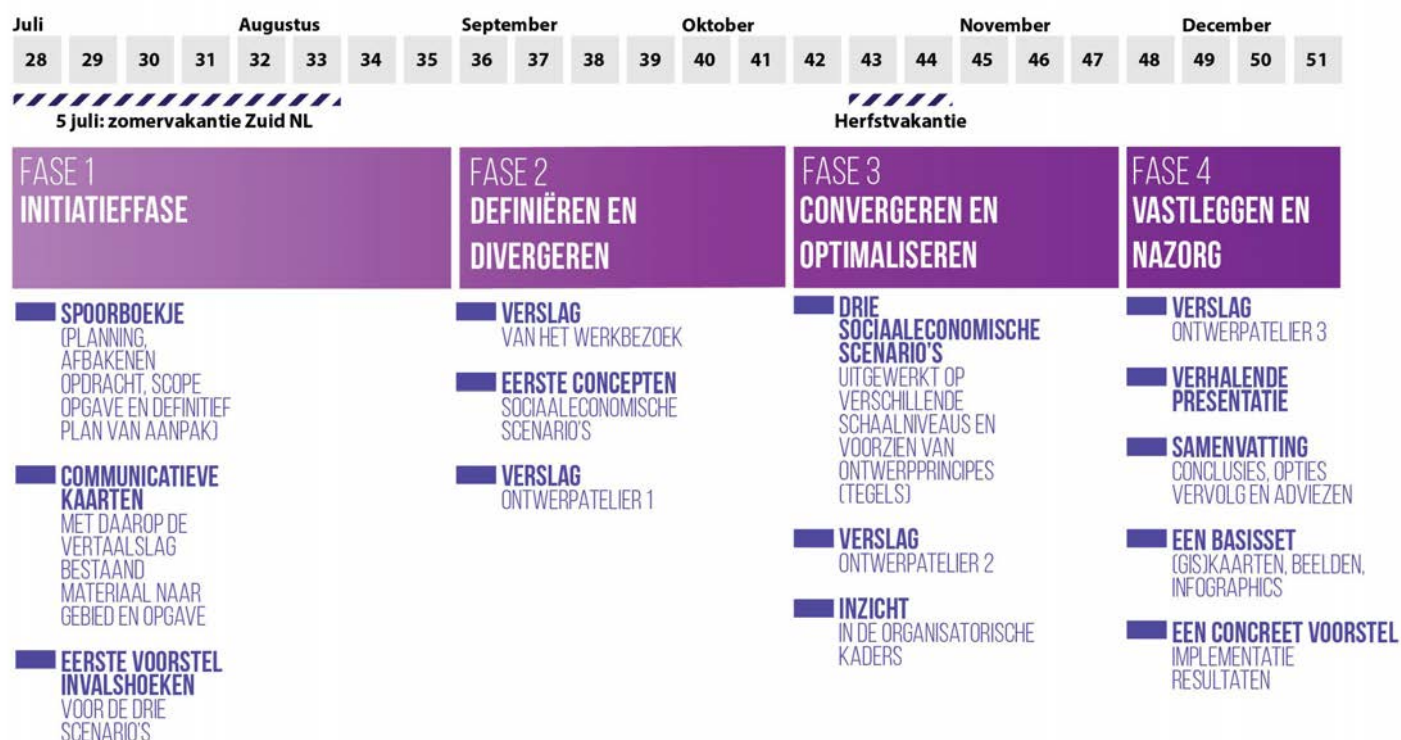 Juli Augustus September Oktober November December
28 29 30 31 32 33 34 35 36 37 38 39 40 41 42 43 44 45 46 47 48 49 50 51
5 juli: zomervakantie Zuid NL
Herfstvakantie
FASE 1
INITIATIEFFASE
SPOORBOEKJE
(PLANNING,
AFBAKENEN
OPDRACHT, SCOPE
OPGAVE EN DEFINITIEF
PLAN VAN AANPAK)
COMMUNICATIEVE
KAARTEN
MET DAAROP DE
VERTAALSLAG
BESTAAND
MATERIAAL NAAR
GEBIED EN OPGAVE
EERSTE VOORSTEL
INVALSHOEKEN
VOOR DE DRIE
SCENARIO'S
FASE 2
DEFINIËREN EN
DIVERGEREN
VERSLAG
VAN HET WERKBEZOEK
EERSTE CONCEPTEN
SOCIAALECONOMISCHE
SCENARIO'S
VERSLAG
ONTWERPATELIER 1
FASE 3
CONVERGEREN EN
OPTIMALISEREN
DRIE
SOCIAALECONOMISCHE
SCENARIO'S
UITGEWERKT OP
VERSCHILLENDE
SCHAALNIVEAUS EN
VOORZIEN VAN
ONTWERPPRINCIPES
(TEGELS)
VERSLAG
ONTWERPATELIER 2
INZICHT
IN DE ORGANISATORISCHE
KADERS
FASE 4
VASTLEGGEN EN
NAZORG
VERSLAG
ONTWERPATELIER 3
VERHALENDE
PRESENTATIE
SAMENVATTING
CONCLUSIES, OPTIES
VERVOLG EN ADVIEZEN
EEN BASISSET
(GIS)KAARTEN, BEELDEN,
INFOGRAPHICS
EEN CONCREET VOORSTEL
IMPLEMENTATIE
RESULTATEN